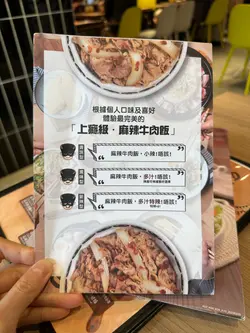 根據個人口味及喜好
體驗最完美的
「上癮級・麻辣牛肉飯」
麻辣牛肉飯，小辣！唔該！
麻辣牛肉飯，多汁！唔該！
麻辣牛肉飯，多汁特辣！唔該！